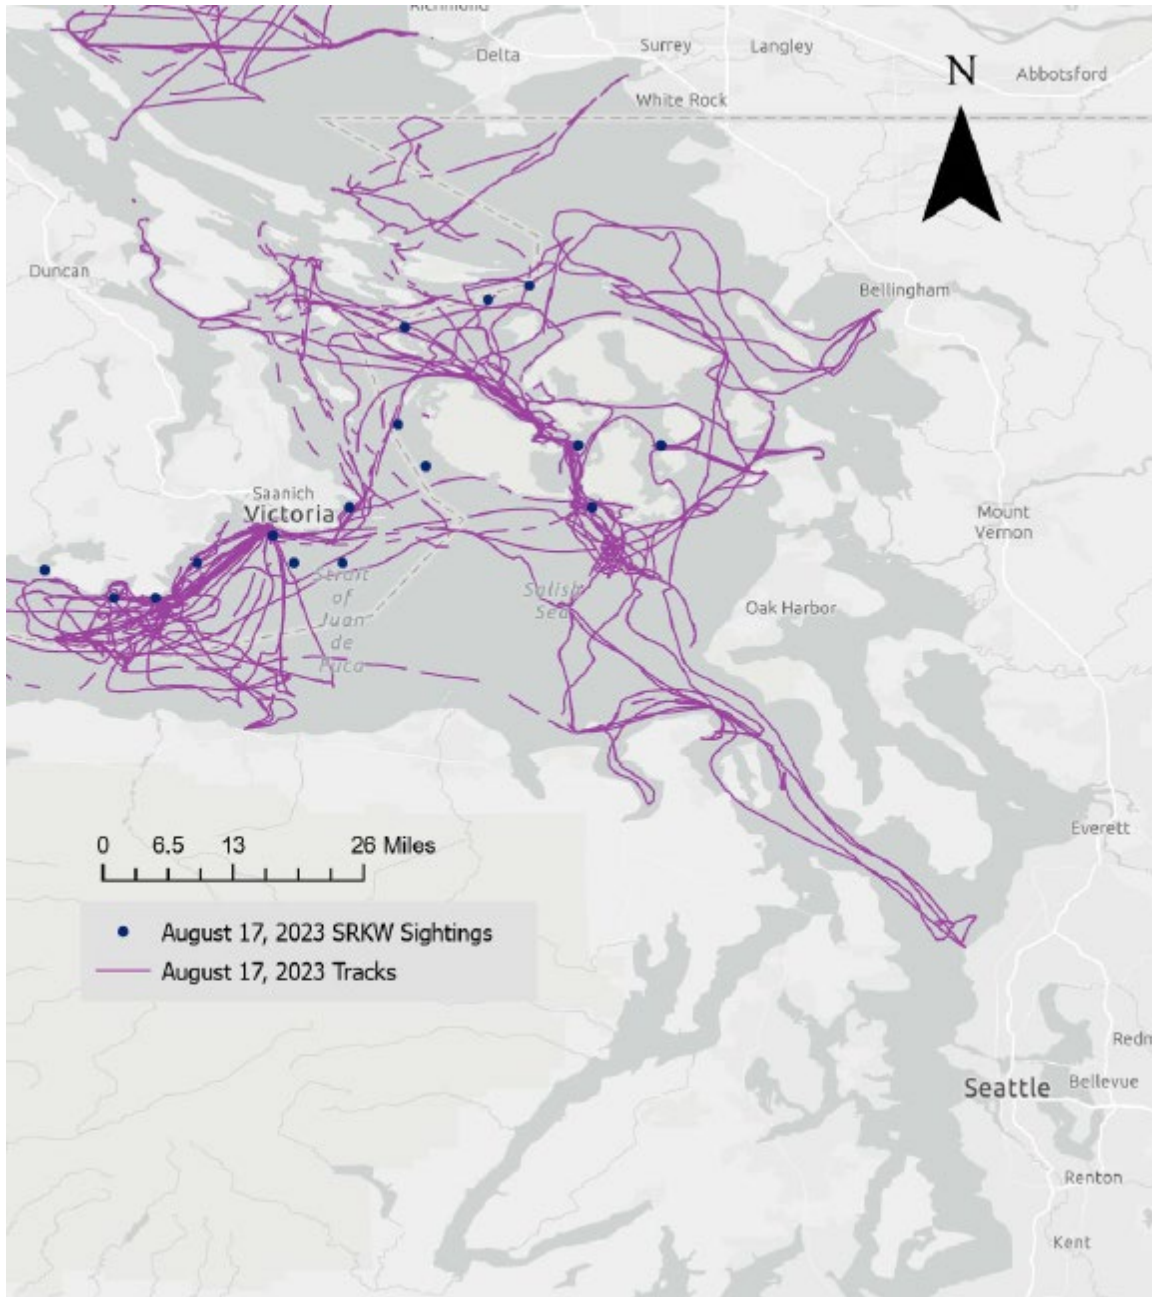 Richmond
Delta
Surrey
Langley
Abbotsford
N
White Rock
Duncan
Bellingham
Saanich
Victoria
Mount
Vernon
Strait
of
Juan
de
Fuca
Salish
Sea
Oak Harbor
0 6.5 13 26 Miles
Everett
August 17, 2023 SRKW Sightings
August 17, 2023 Tracks
Redn
Seattle
Bellevue
Renton
Kent